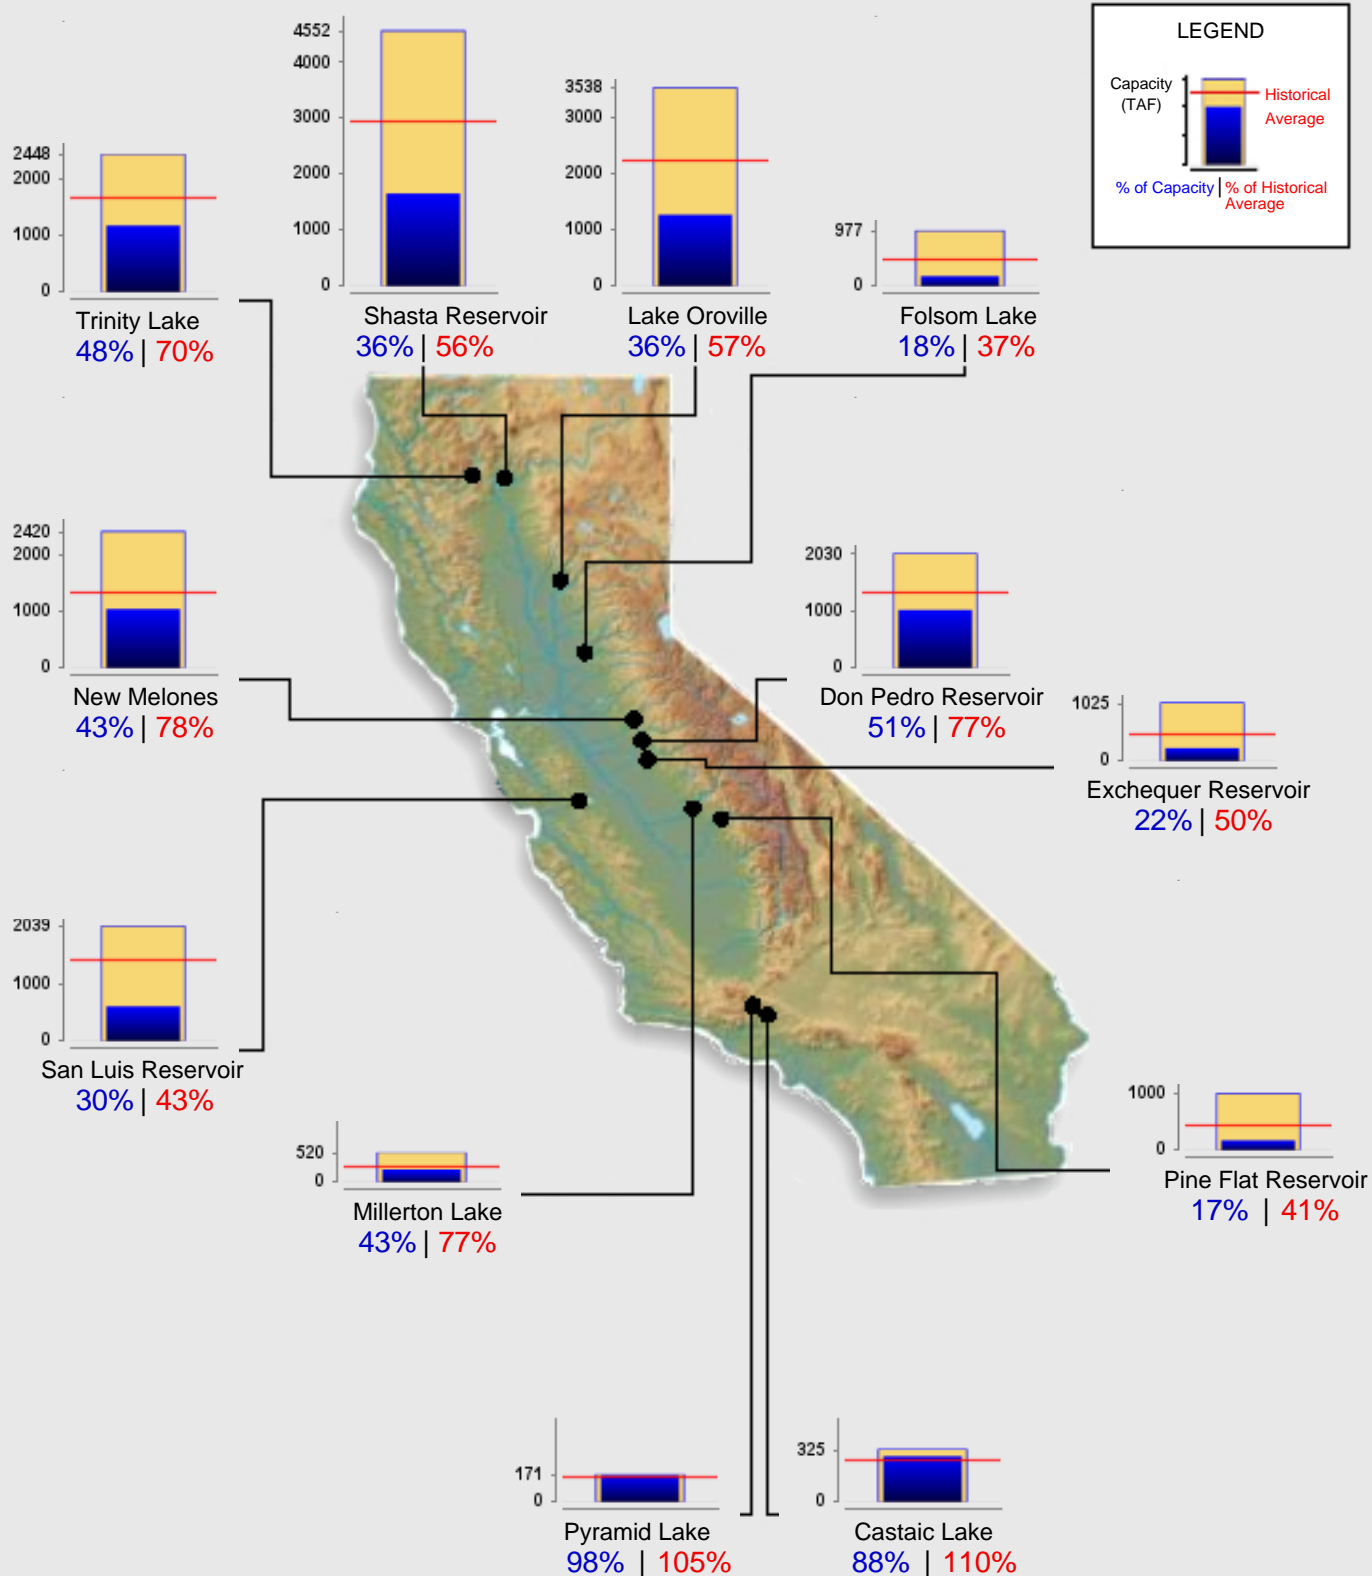 LEGEND
Capacity
(TAF)
Historical
Average
% of Capacity | % of Historical
Average
4552
4000
3000
2000
1000
0
Shasta Reservoir
36% | 56%
3538
3000
2000
1000
0
Lake Oroville
36% | 57%
2448
2000
1000
0
Trinity Lake
48% | 70%
977
0
Folsom Lake
18% | 37%
2420
2000
1000
0
New Melones
43% | 78%
2030
1000
0
Don Pedro Reservoir
51% | 77%
1025
0
Exchequer Reservoir
22% | 50%
2039
1000
0
San Luis Reservoir
30% | 43%
520
0
Millerton Lake
43% | 77%
1000
0
Pine Flat Reservoir
17% | 41%
171
0
Pyramid Lake
98% | 105%
325
0
Castaic Lake
88% | 110%